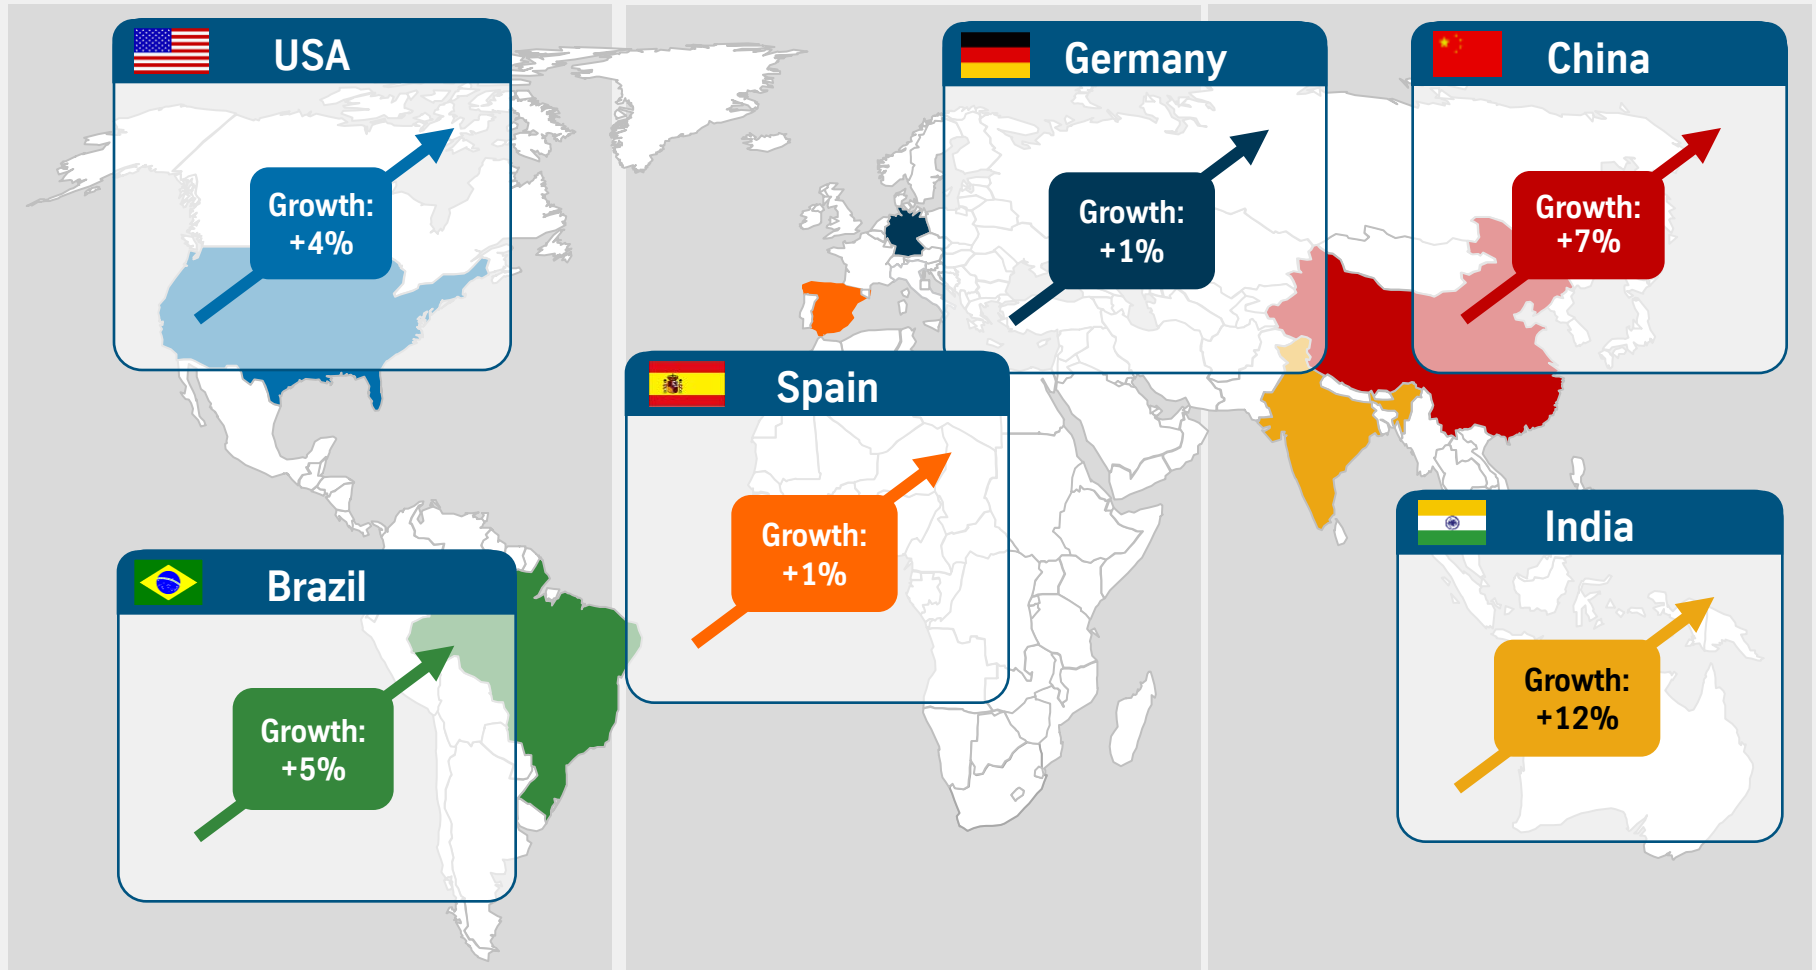 USA
Growth:
+4%
Germany
Growth:
+1%
China
Growth:
+7%
Spain
Growth:
+1%
Brazil
Growth:
+5%
India
Growth:
+12%